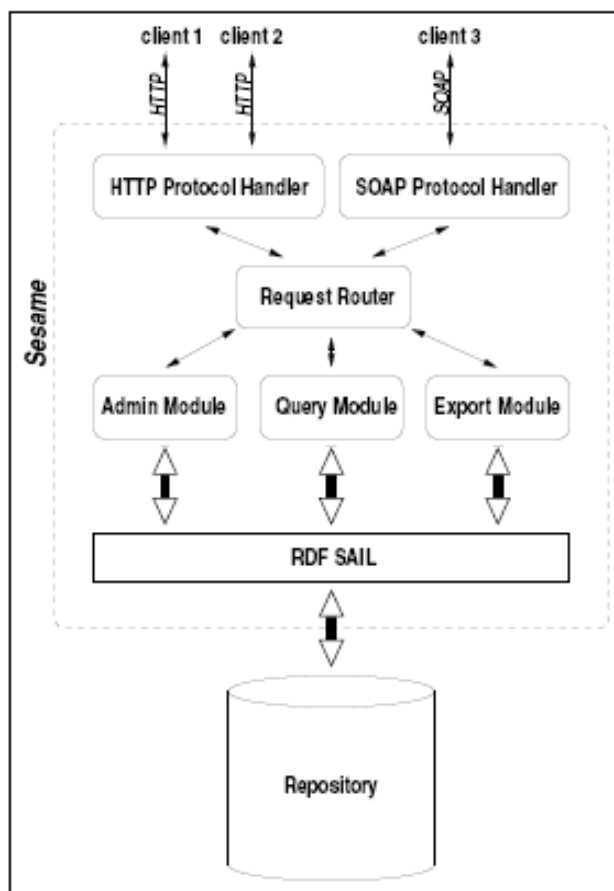 client 1 client 2 client 3
HTTP HTTP SOAP
HTTP Protocol Handler SOAP Protocol Handler
Request Router
Sesame
Admin Module Query Module Export Module
RDF SAIL
Repository